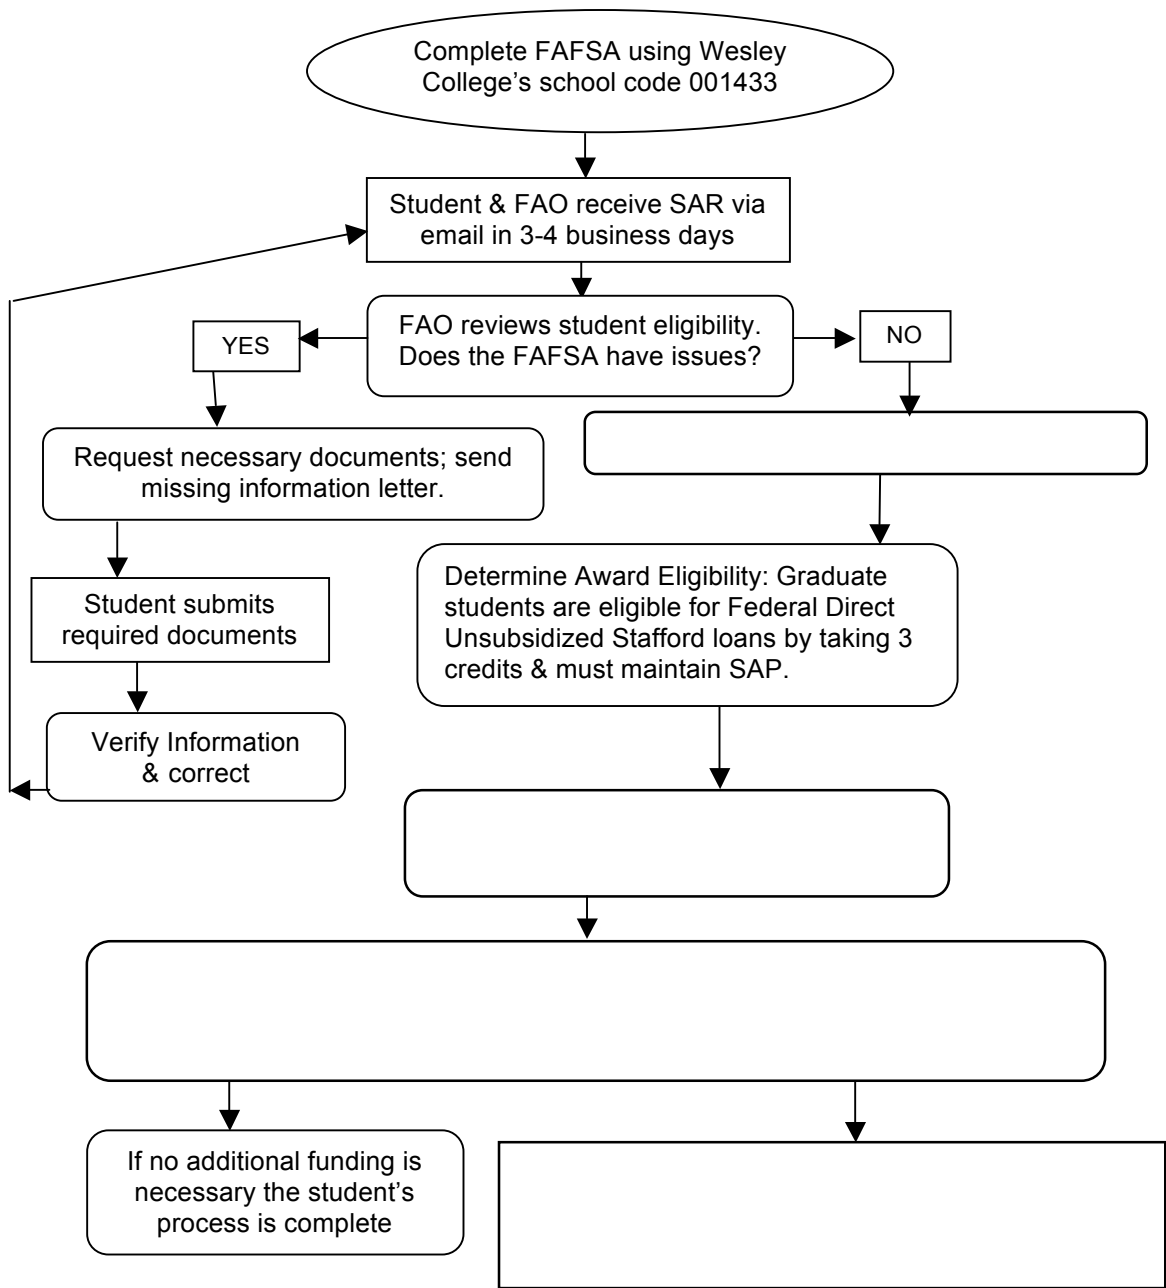 Complete FAFSA using Wesley
College’s school code 001433
Student & FAO receive SAR via
email in 3-4 business days
FAO reviews student eligibility.
Does the FAFSA have issues?
YES
NO
Request necessary documents; send
missing information letter.
Student submits
required documents
Verify Information
& correct
Determine Award Eligibility: Graduate
students are eligible for Federal Direct
Unsubsidized Stafford loans by taking 3
credits & must maintain SAP.
If no additional funding is
necessary the student’s
process is complete